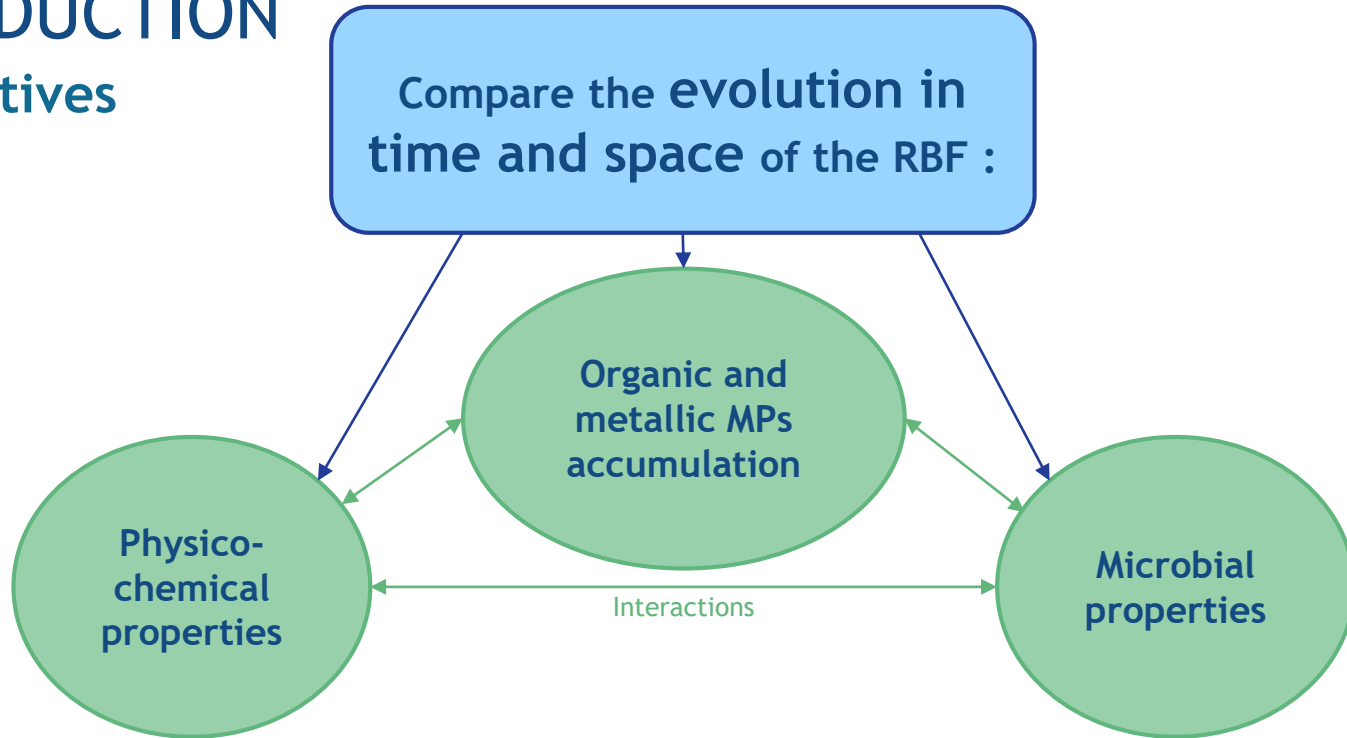 DUCTION
tives
Compare the evolution in
time and space of the RBF :
Organic and
metallic MPs
accumulation
Physico-
chemical
properties
Interactions
Microbial
properties